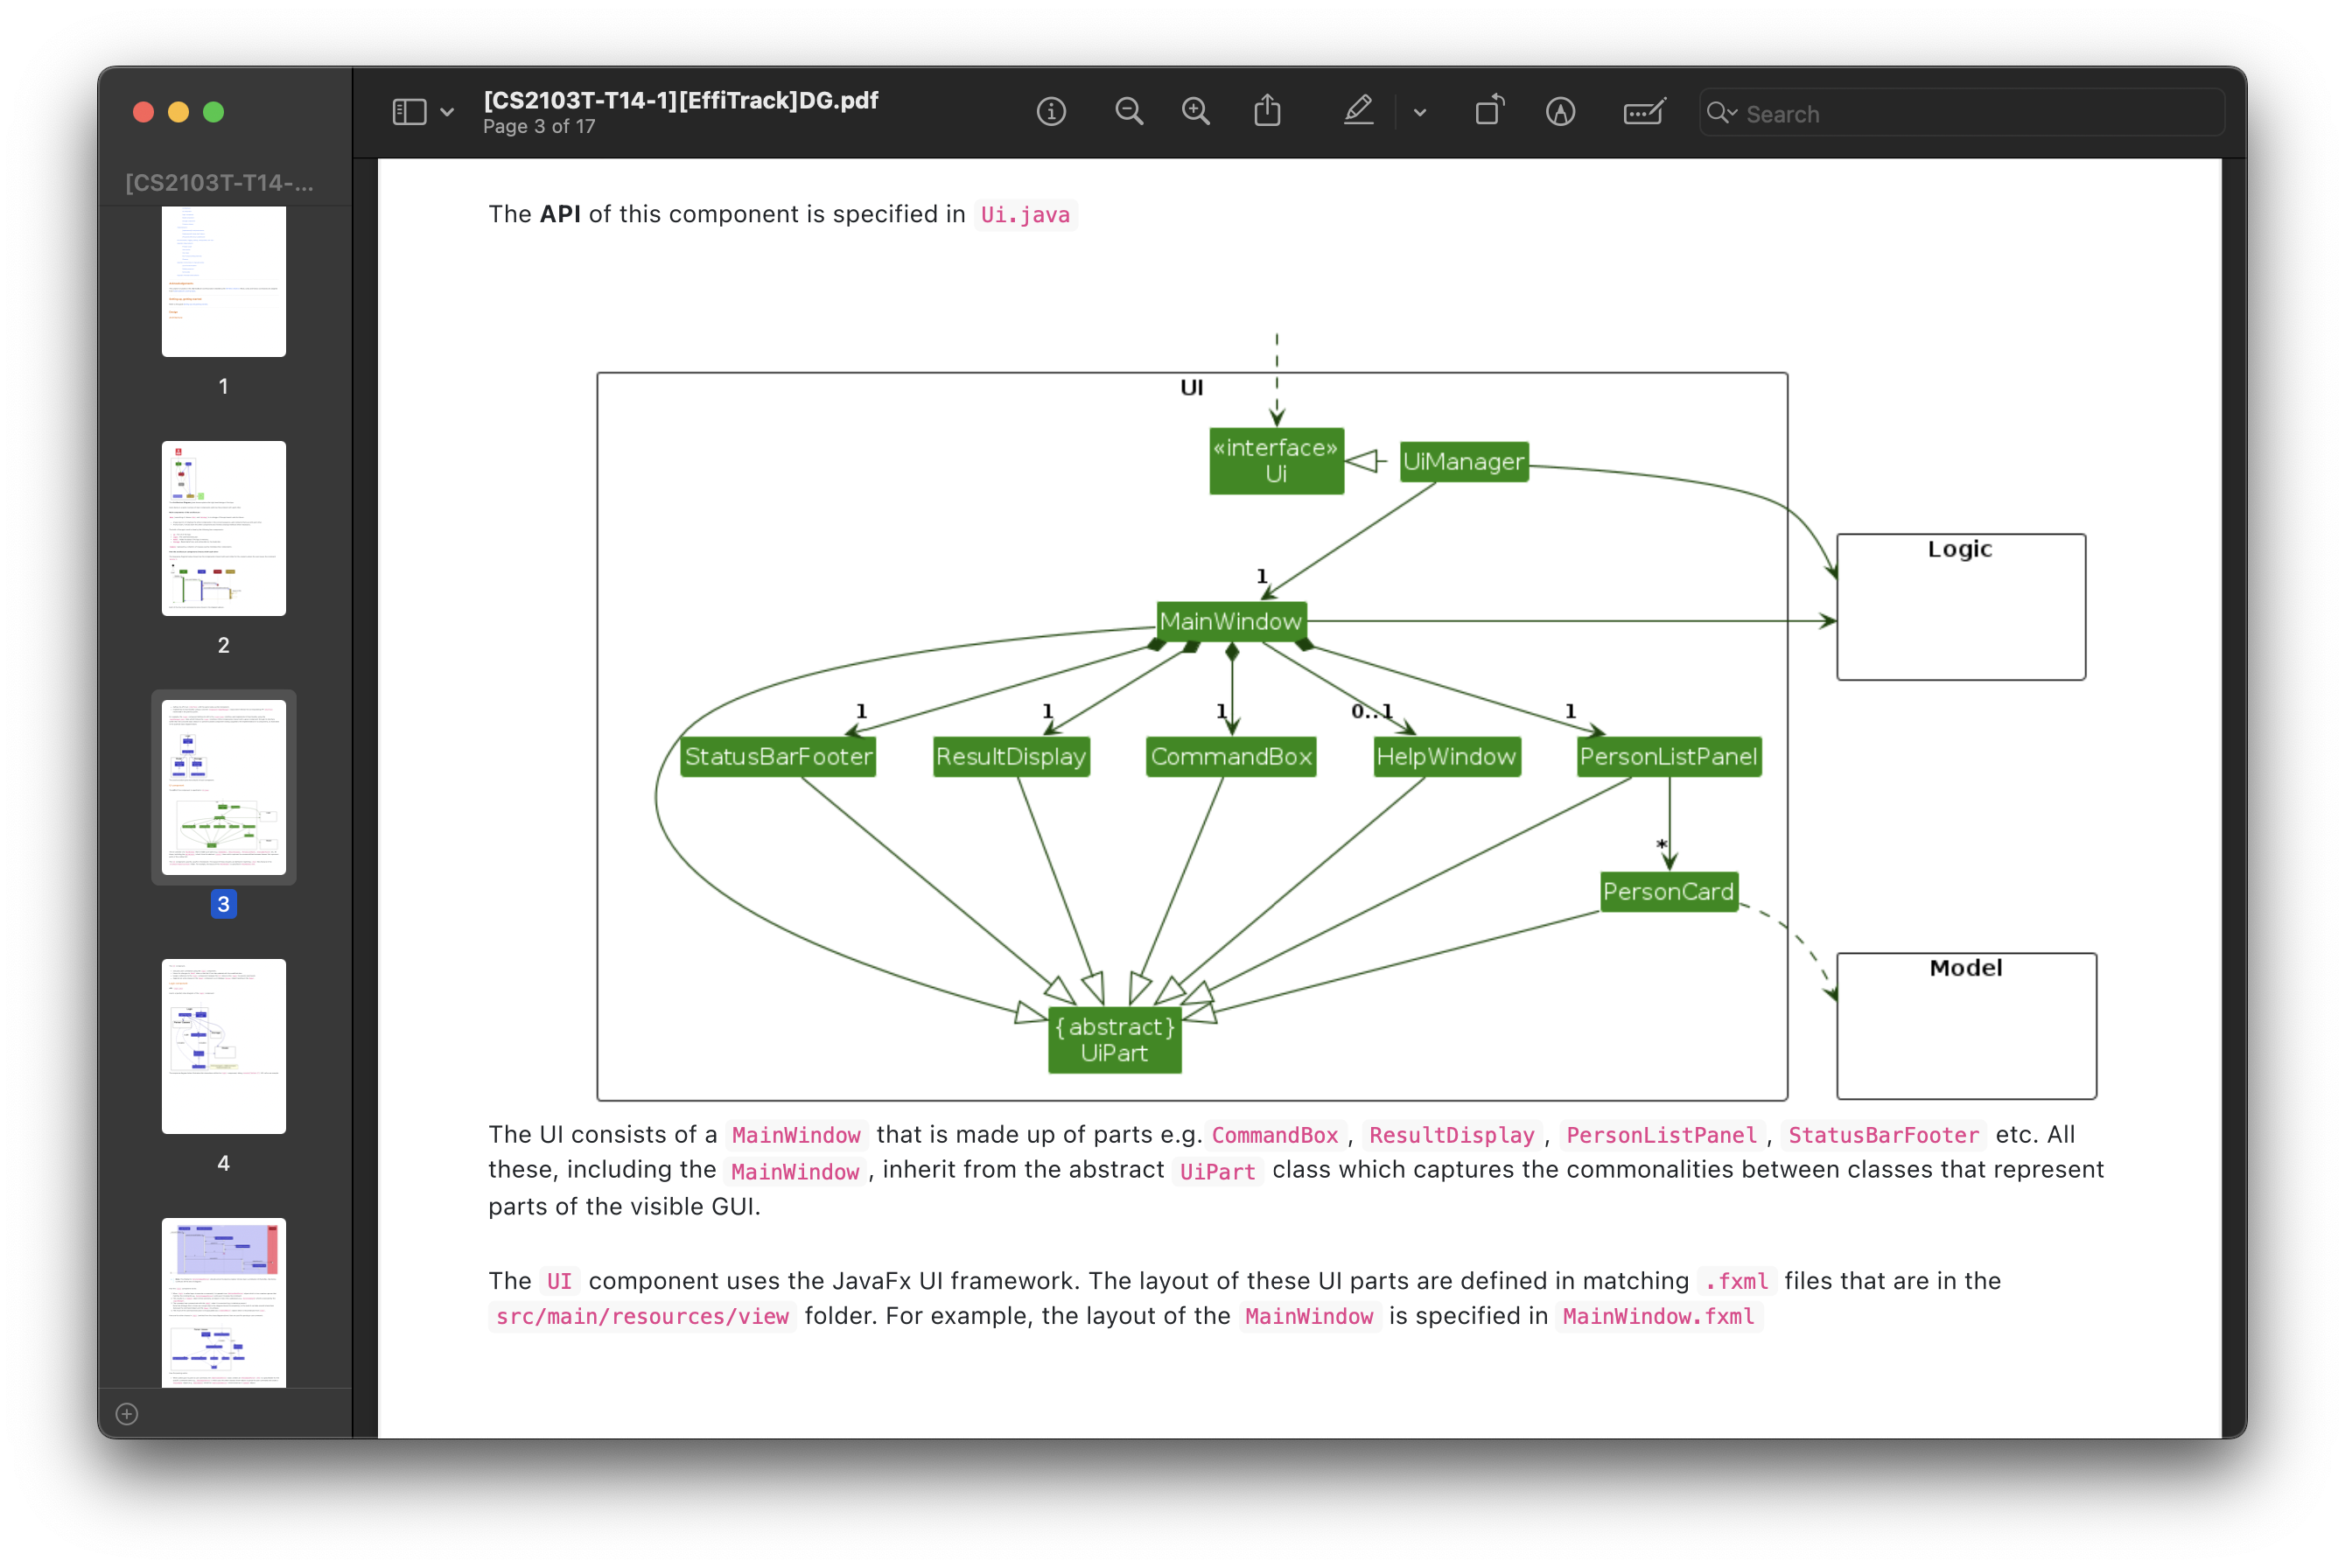 [CS2103T-T14-1][EffiTrack]DG.pdf
Page 3 of 17
Search
[CS2103T-T14-...
1
2
3
4
The API of this component is specified in Ui.java
UI
«interface»
Ui
UiManager
Logic
1
MainWindow
1
1
1
0..1
1
StatusBarFooter
ResultDisplay
CommandBox
HelpWindow
PersonListPanel
*
PersonCard
Model
{abstract}
UiPart
The UI consists of a MainWindow that is made up of parts e.g. CommandBox , ResultDisplay , PersonListPanel , StatusBarFooter etc. All
these, including the MainWindow , inherit from the abstract UiPart class which captures the commonalities between classes that represent
parts of the visible GUI.
The UI component uses the JavaFx UI framework. The layout of these UI parts are defined in matching .fxml files that are in the
src/main/resources/view folder. For example, the layout of the MainWindow is specified in MainWindow.fxml